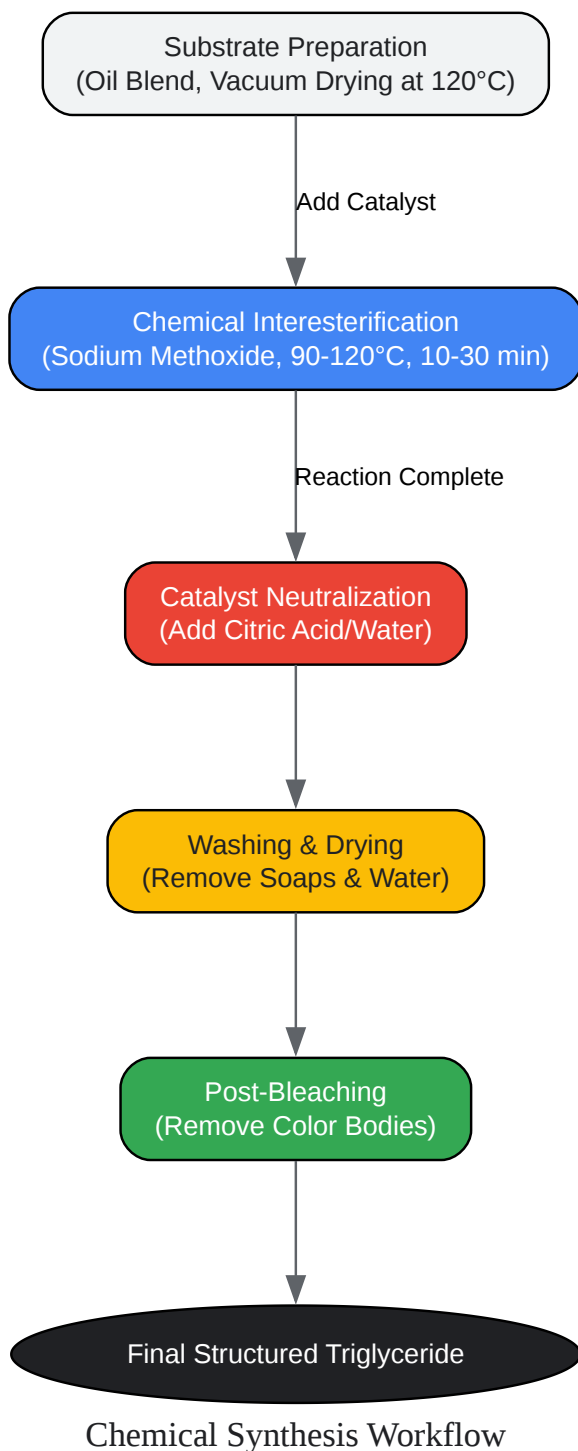 Substrate Preparation
(Oil Blend, Vacuum Drying at 120°C)
Add Catalyst
Chemical Interesterification
(Sodium Methoxide, 90-120°C, 10-30 min)
Reaction Complete
Catalyst Neutralization
(Add Citric Acid/Water)
Washing & Drying
(Remove Soaps & Water)
Post-Bleaching
(Remove Color Bodies)
Final Structured Triglyceride
Chemical Synthesis Workflow